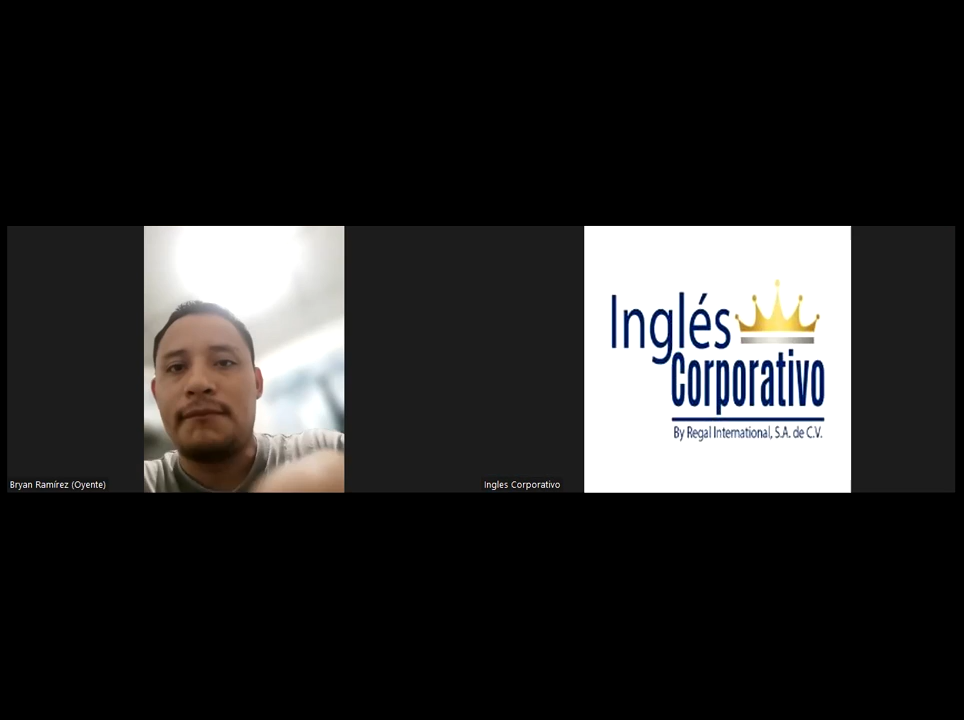 Inglés
Corporativo
By Regal International, S.A. de C.V.
Bryan Ramírez (Oyente)
Ingles Corporativo